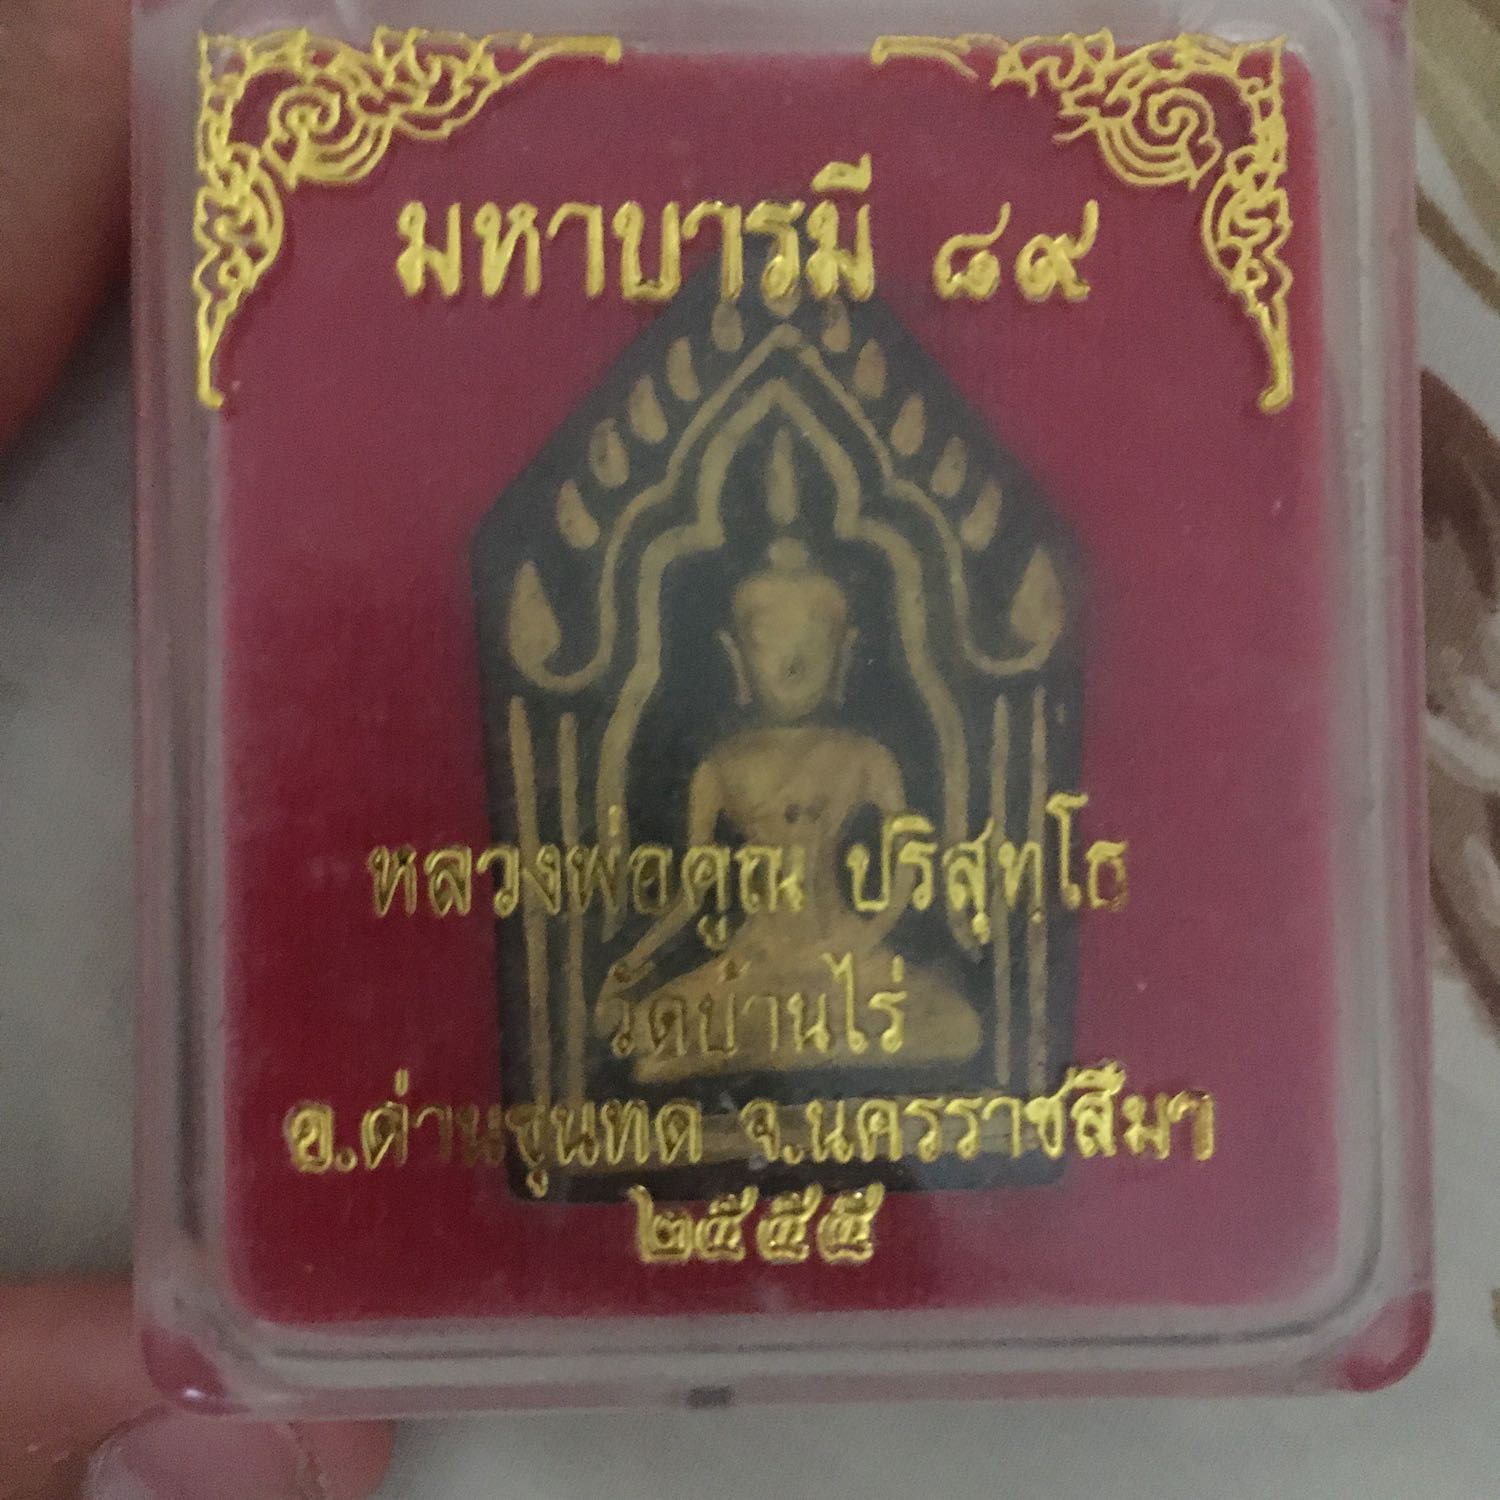 มหาบารมี ๘๙
หลวงพ่อคูณ ปริสุทฺโธ
วัดบ้านไร่
อ.ด่านขุนทด จ.นครราชสีมา
๒๕๕๕